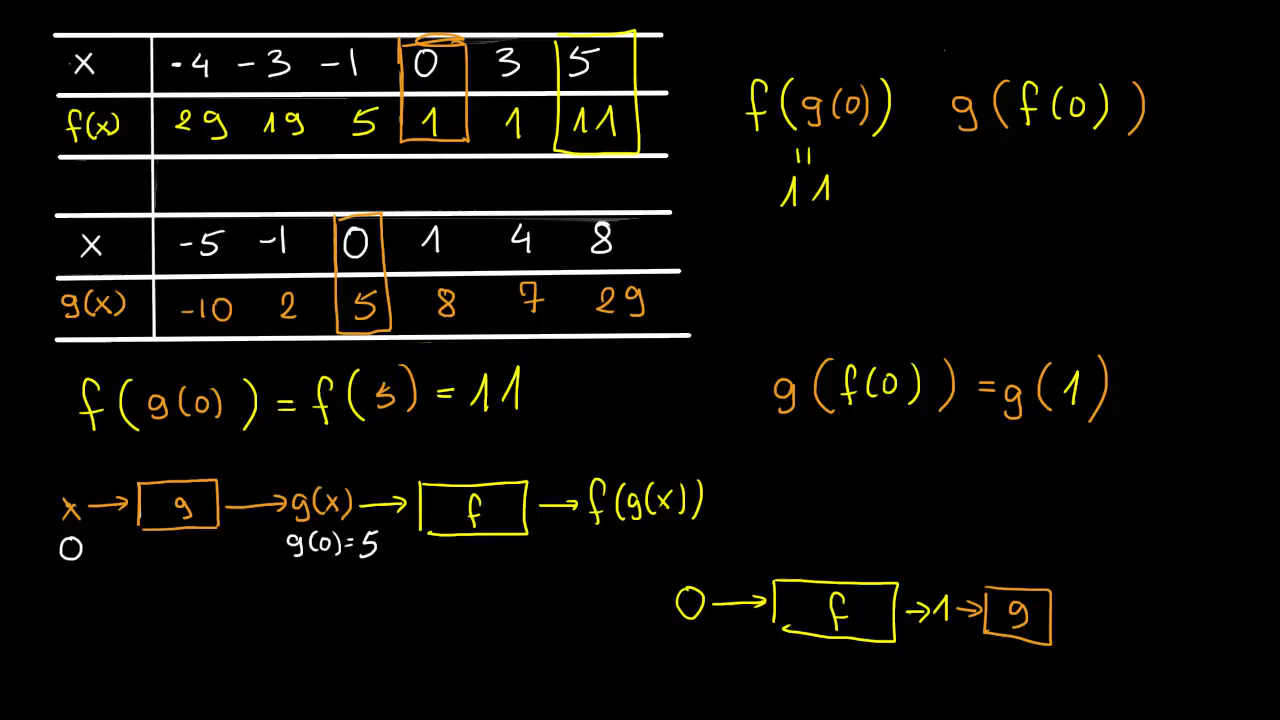 x -4 -3 -1 0 3 5
f(x) 29 19 5 1 1 11
f(g(0)) g(f(0))
11
x -5 -1 0 1 4 8
g(x) -10 2 5 8 7 29
f(g(0)) = f(5) = 11
g(f(0)) = g(1)
x → g → g(x) → f → f(g(x))
0 g(0)=5
0 → f → 1 → g